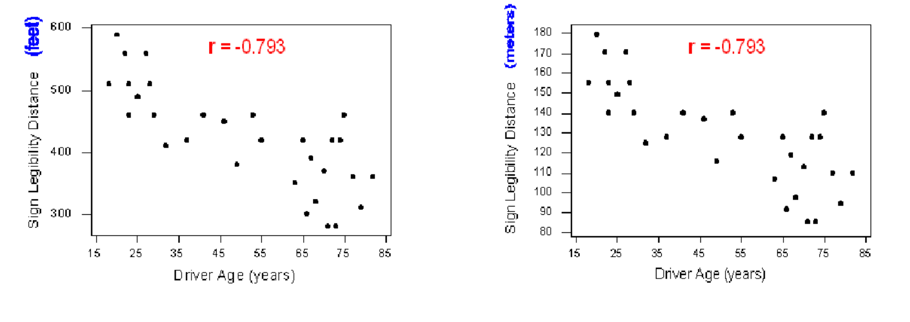 Sign Legibility Distance (feet)
r = -0.793
600
500
400
300
15 25 35 45 55 65 75 85
Driver Age (years)
Sign Legibility Distance (meters)
r = -0.793
180
170
160
150
140
130
120
110
100
90
80
15 25 35 45 55 65 75 85
Driver Age (years)